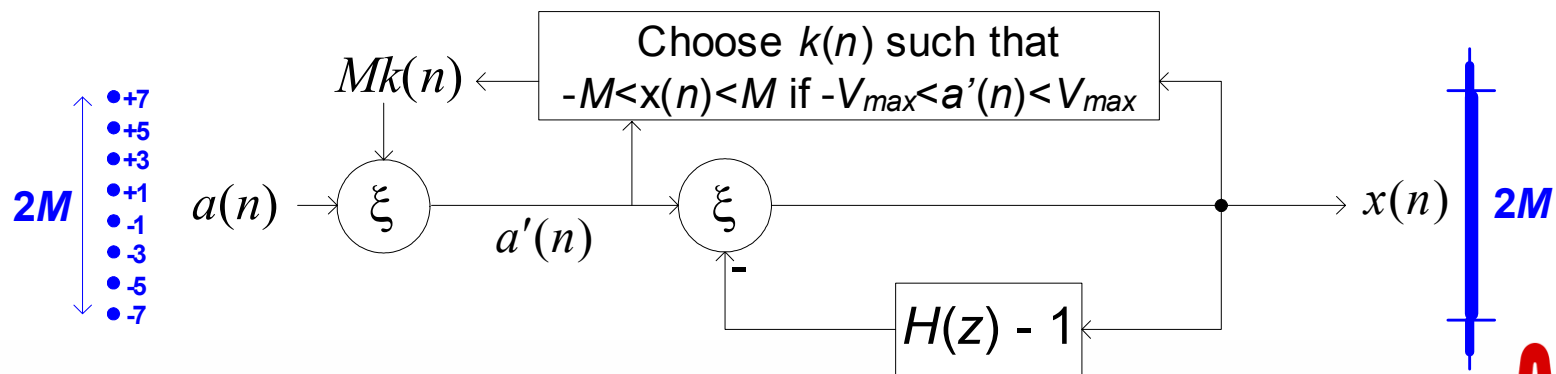 Choose k(n) such that
-M<x(n)<M if -Vmax<a'(n)<Vmax
Mk(n)
+7
+5
+3
+1
-1
-3
-5
-7
2M
a(n)
ξ
a′(n)
ξ
-
x(n)
2M
H(z) - 1